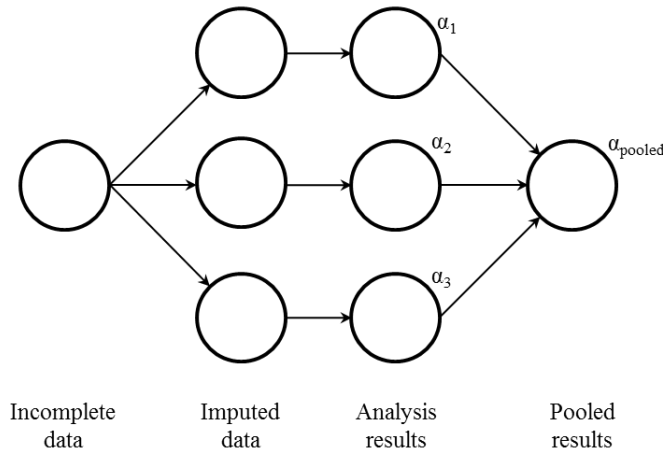 α1
α2
αpooled
α3
Incomplete
data
Imputed
data
Analysis
results
Pooled
results